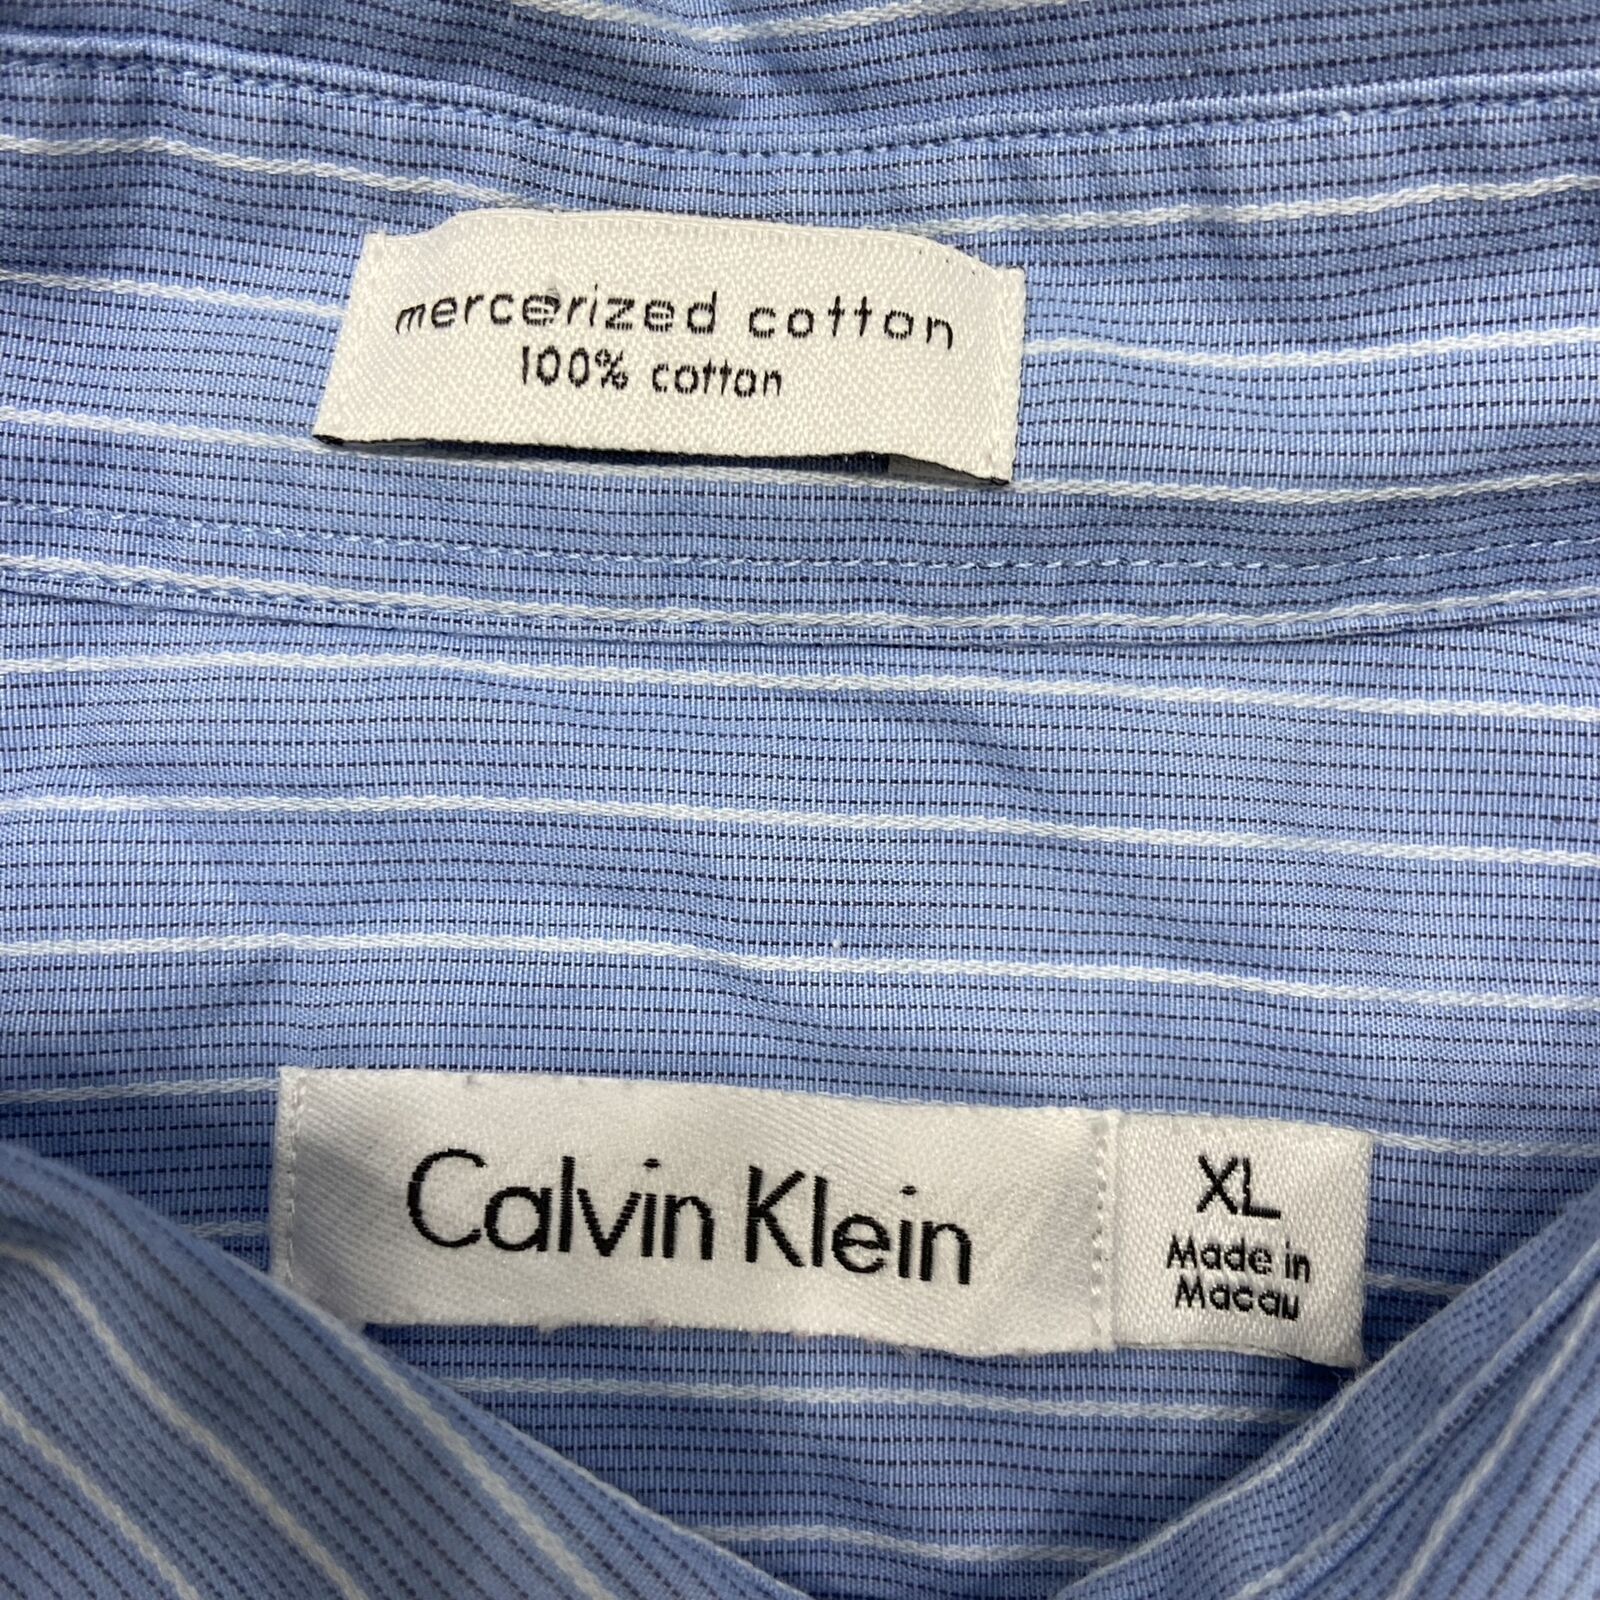 mercerized cotton
100% cotton
Calvin Klein
XL
Made in
Macau